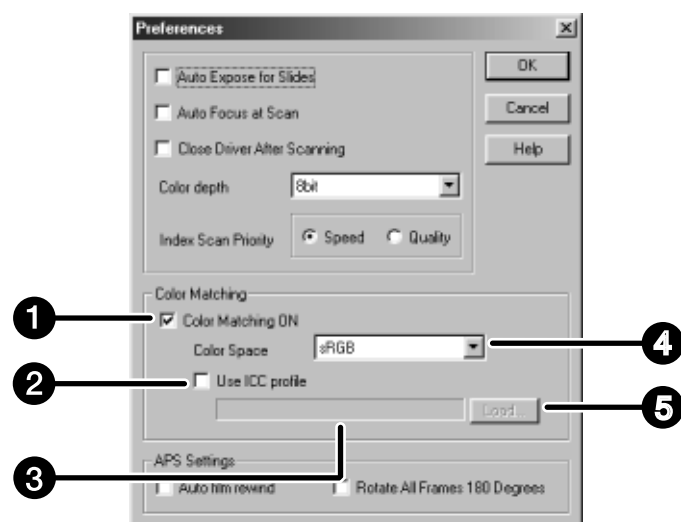 Preferences
Auto Expose for Slides
OK
Auto Focus at Scan
Cancel
Close Driver After Scanning
Help
Color depth 8bit
Index Scan Priority Speed Quality
Color Matching
1 Color Matching ON
Color Space sRGB 4
2 Use ICC profile
Load... 5
3
APS Settings
Auto film rewind Rotate All Frames 180 Degrees